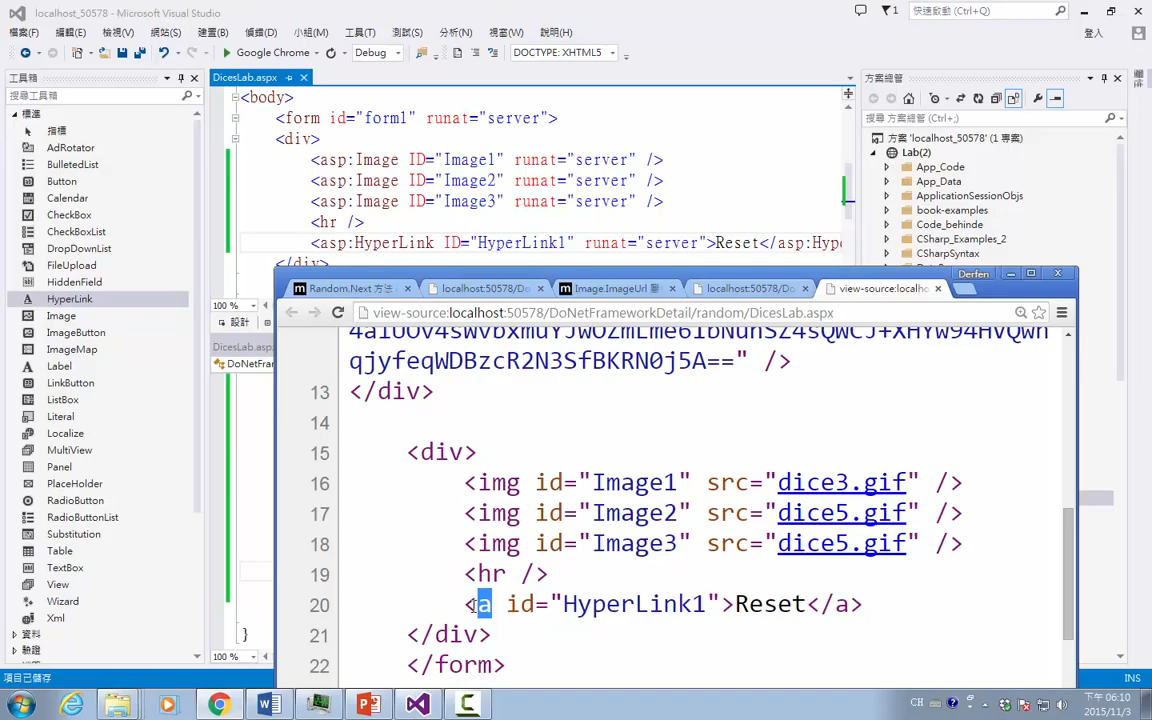 localhost_50578 - Microsoft Visual Studio
1
快速啟動 (Ctrl+Q)
檔案(F) 編輯(E) 檢視(V) 網站(S) 建置(B) 偵錯(D) 小組(M) 工具(T) 測試(S) 分析(N) 視窗(W) 說明(H)
登入
Google Chrome
Debug
DOCTYPE: XHTML5
工具箱
搜尋工具箱
標準
指標
AdRotator
BulletedList
Button
Calendar
CheckBox
CheckBoxList
DropDownList
FileUpload
HiddenField
HyperLink
Image
ImageButton
ImageMap
Label
LinkButton
ListBox
Literal
Localize
MultiView
Panel
PlaceHolder
RadioButton
RadioButtonList
Substitution
Table
TextBox
View
Wizard
Xml
資料
驗證
DicesLab.aspx
<body>
<form id="form1" runat="server">
<div>
<asp:Image ID="Image1" runat="server" />
<asp:Image ID="Image2" runat="server" />
<asp:Image ID="Image3" runat="server" />
<hr />
<asp:HyperLink ID="HyperLink1" runat="server">Reset</asp:Hype
</div>
100 %
設計
DicesLab.aspx
DoNetFram
}
100 %
方案總管
搜尋 方案總管 (Ctrl+;)
方案 'localhost_50578' (1 專案)
Lab(2)
App_Code
App_Data
ApplicationSessionObjs
book-examples
Code_behinde
CSharp_Examples_2
CSharpSyntax
Derfen
Random.Next 方法
localhost:50578/Do
Image.ImageUrl 屬
localhost:50578/Do
view-source:localho
view-source:localhost:50578/DoNetFrameworkDetail/random/DicesLab.aspx
qjyfeqWDBzcR2N3SfBKRN0j5A==" />
13 </div>
14
15 <div>
16 <img id="Image1" src="dice3.gif" />
17 <img id="Image2" src="dice5.gif" />
18 <img id="Image3" src="dice5.gif" />
19 <hr />
20 <a id="HyperLink1">Reset</a>
21 </div>
22 </form>
項目已儲存
INS
CH
下午 06:10
2015/11/3